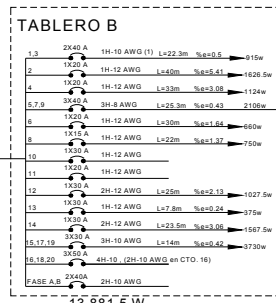 TABLERO B
1,3 2X40 A 1H-10 AWG (1) L=22.3m %e=0.5 915w
2 1X20 A 1H-12 AWG L=40m %e=5.41 1626.5w
4 1X20 A 1H-12 AWG L=33m %e=3.08 1124w
5,7,9 3X40 A 3H-8 AWG L=25.3m %e=0.43 2106w
6 1X20 A 1H-12 AWG L=30m %e=1.64 660w
8 1X15 A 1H-12 AWG L=22m %e=1.37 750w
10 1X30 A 1H-12 AWG
11 1X20 A 1H-12 AWG
12 1X30 A 2H-12 AWG L=25m %e=2.13 1027.5w
13 1X30 A 1H-12 AWG L=7.8m %e=0.24 375w
14 1X30 A 2H-12 AWG L=23.5m %e=3.06 1567.5w
15,17,19 3X30 A 3H-10 AWG L=14m %e=0.42 3730w
16,18,20 3X50 A 4H-10 , (2H-10 AWG en CTO. 16)
FASE A,B 2X40A 2H-10 AWG
13,881.5 W